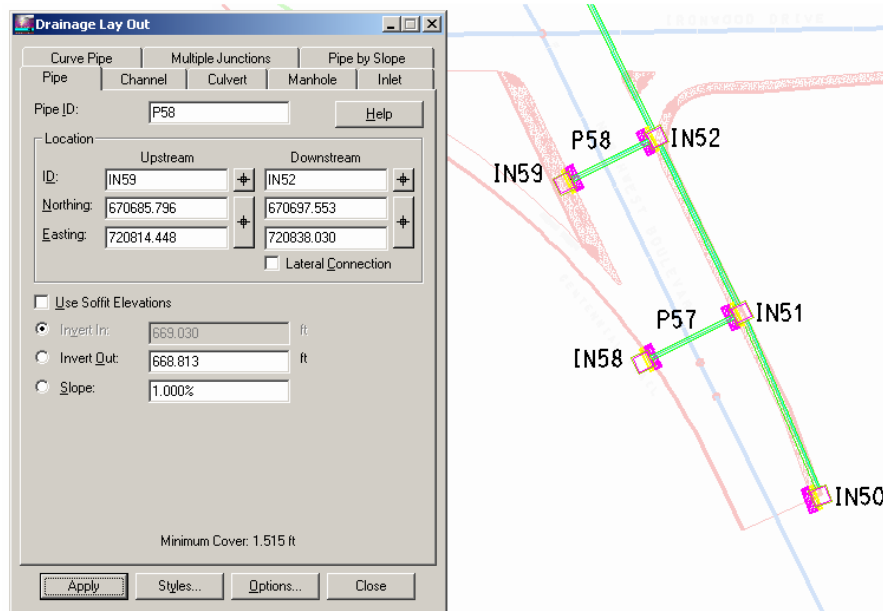 Drainage Lay Out
Curve Pipe Multiple Junctions Pipe by Slope
Pipe Channel Culvert Manhole Inlet
Pipe ID: P58 Help
Location
Upstream Downstream
ID: IN59 IN52
Northing: 670685.796 670697.553
Easting: 720814.448 720838.030
Lateral Connection
Use Soffit Elevations
Invert In: 669.030 ft
Invert Out: 668.813 ft
Slope: 1.000%
Minimum Cover: 1.515 ft
Apply Styles... Options... Close
IRONWOOD DRIVE
P58 IN52
IN59
IN51
P57
IN58
IN50